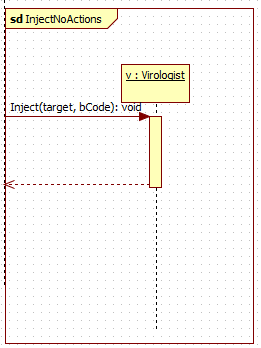 sd InjectNoActions
v : Virologist
Inject(target, bCode): void